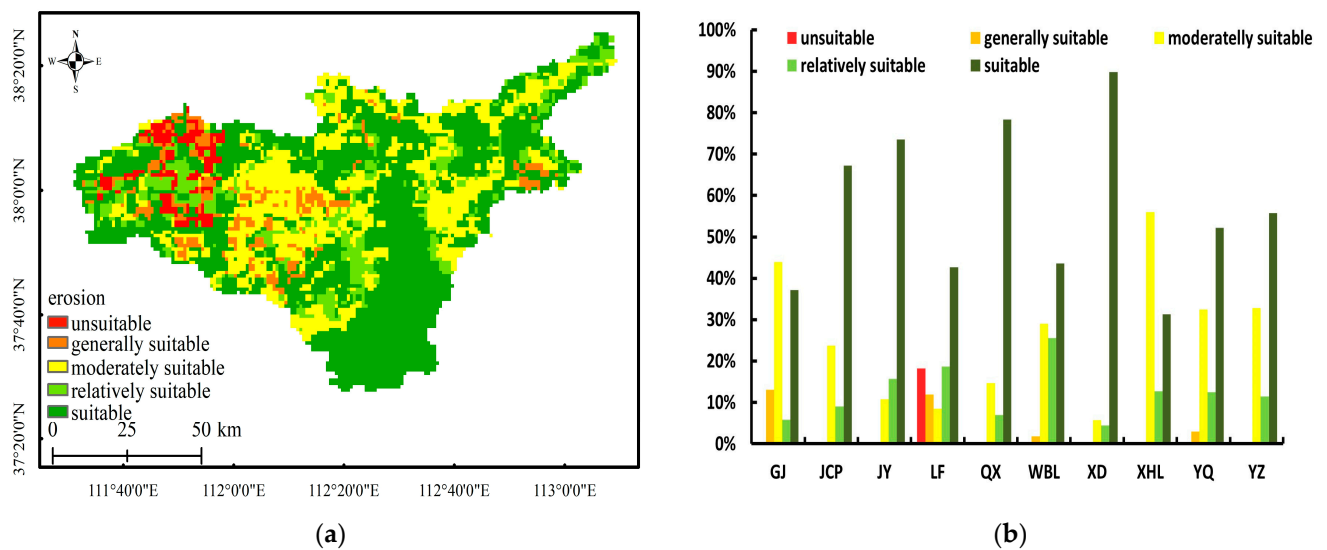 N
W E
S
38°20'0"N
38°0'0"N
37°40'0"N
37°20'0"N
erosion
unsuitable
generally suitable
moderately suitable
relatively suitable
suitable
0 25 50 km
111°40'0"E 112°0'0"E 112°20'0"E 112°40'0"E 113°0'0"E
(a)
100%
90%
80%
70%
60%
50%
40%
30%
20%
10%
0%
unsuitable generally suitable moderatelly suitable
relatively suitable suitable
GJ JCP JY LF QX WBL XD XHL YQ YZ
(b)